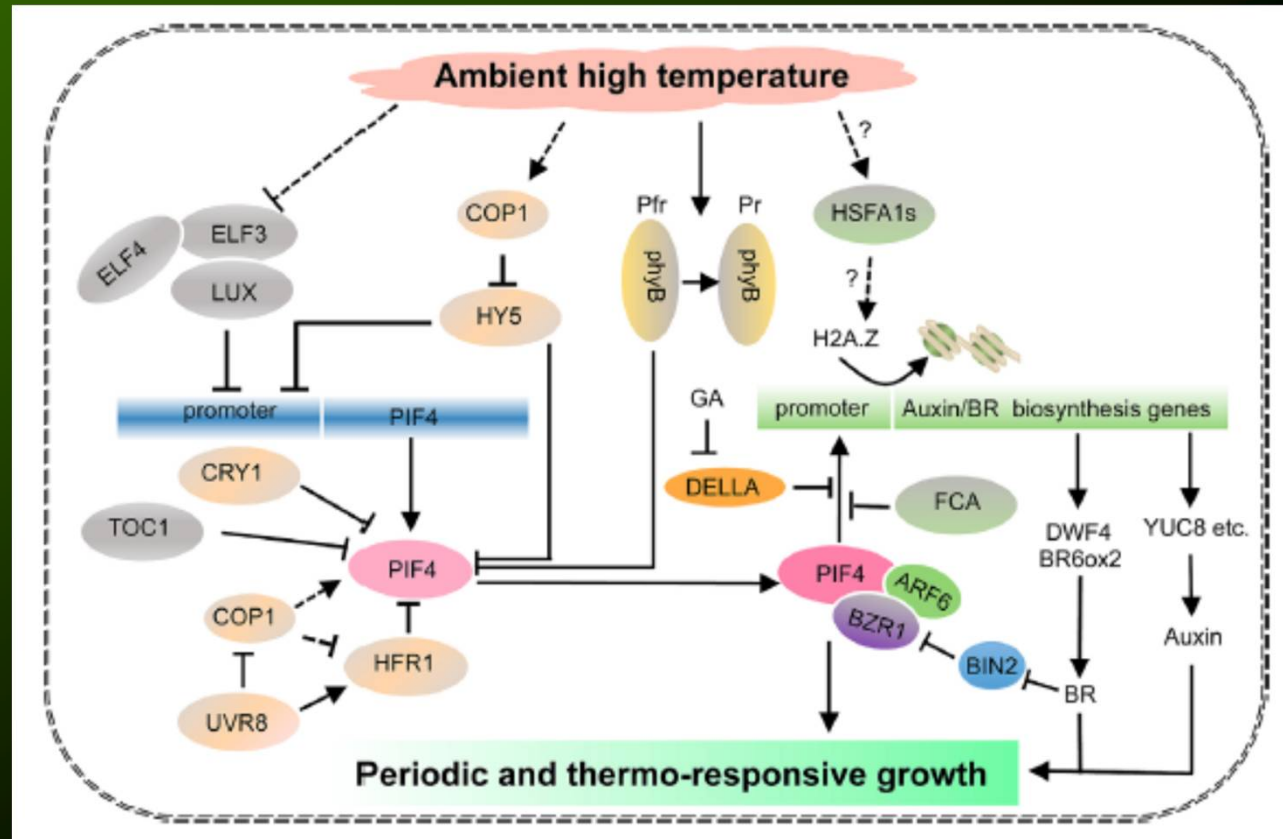 Ambient high temperature
?
COP1
Pfr
Pr
HSFA1s
ELF4
ELF3
phyB
phyB
LUX
?
HY5
H2A.Z
GA
promoter
PIF4
promoter
Auxin/BR biosynthesis genes
CRY1
DELLA
FCA
TOC1
DWF4
BR6ox2
YUC8 etc.
PIF4
PIF4
ARF6
COP1
BZR1
Auxin
HFR1
BIN2
UVR8
BR
Periodic and thermo-responsive growth